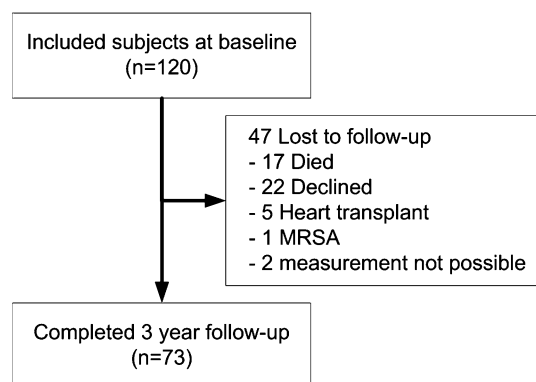 Included subjects at baseline
(n=120)
47 Lost to follow-up
- 17 Died
- 22 Declined
- 5 Heart transplant
- 1 MRSA
- 2 measurement not possible
Completed 3 year follow-up
(n=73)